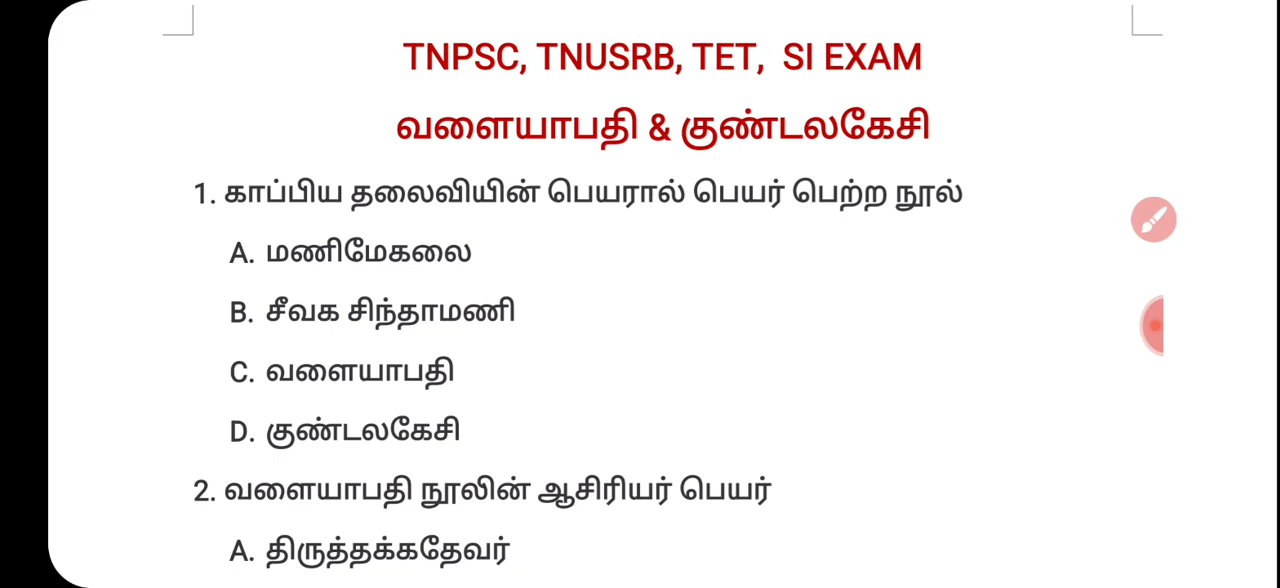 TNPSC, TNUSRB, TET, SI EXAM
வளையாபதி & குண்டலகேசி
1. காப்பிய தலைவியின் பெயரால் பெயர் பெற்ற நூல்
A. மணிமேகலை
B. சீவக சிந்தாமணி
C. வளையாபதி
D. குண்டலகேசி
2. வளையாபதி நூலின் ஆசிரியர் பெயர்
A. திருத்தக்கதேவர்